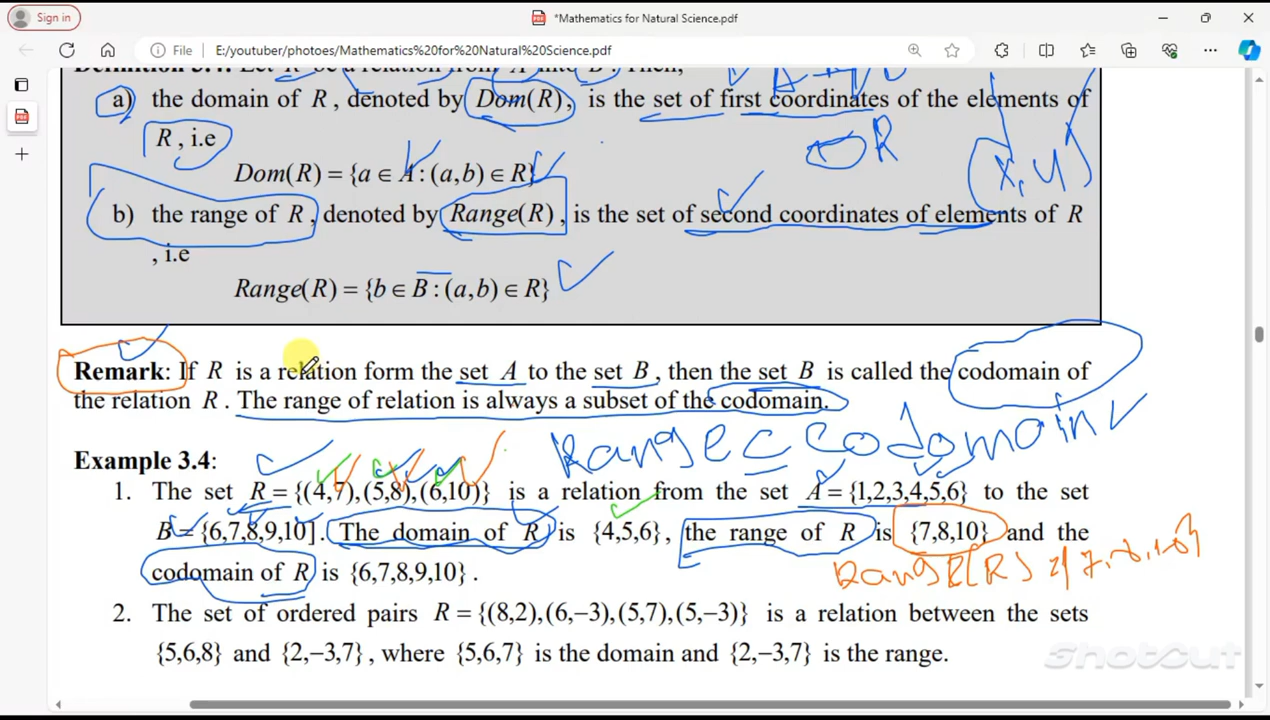 Sign in
*Mathematics for Natural Science.pdf
File E:/youtuber/photoes/Mathematics%20for%20Natural%20Science.pdf
a) the domain of R, denoted by Dom(R), is the set of first coordinates of the elements of
R, i.e
R
x, y
Dom(R) = {a ∈ A : (a,b) ∈ R}
b) the range of R, denoted by Range(R), is the set of second coordinates of elements of R
, i.e
Range(R) = {b ∈ B : (a,b) ∈ R}
Remark: If R is a relation form the set A to the set B, then the set B is called the codomain of
the relation R. The range of relation is always a subset of the codomain.
Range ⊂ Codomain
Example 3.4:
1. The set R = {(4,7),(5,8),(6,10)} is a relation from the set A = {1,2,3,4,5,6} to the set
B = {6,7,8,9,10]. The domain of R is {4,5,6}, the range of R is {7,8,10} and the
codomain of R is {6,7,8,9,10}.
Range(R)
2. The set of ordered pairs R = {(8,2),(6,−3),(5,7),(5,−3)} is a relation between the sets
{5,6,8} and {2,−3,7}, where {5,6,7} is the domain and {2,−3,7} is the range.
Shotcut